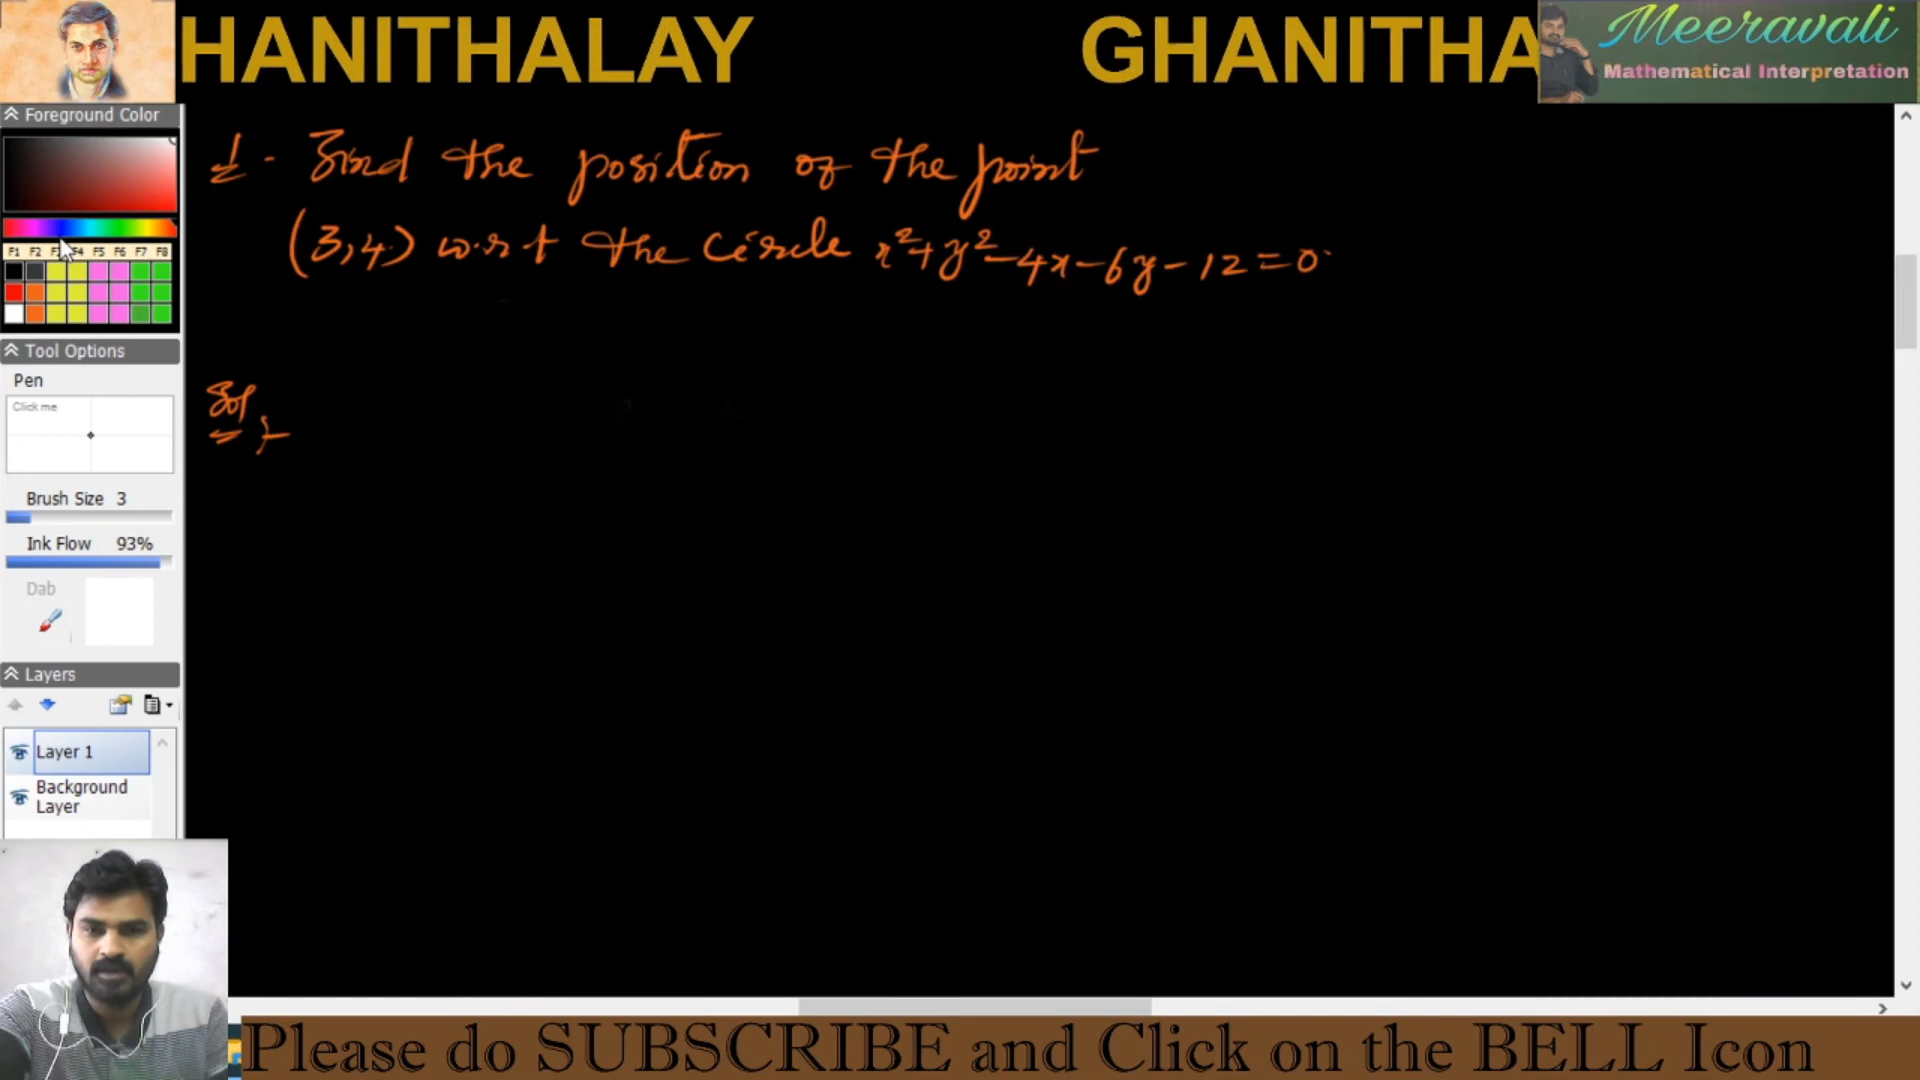 HANITHALAY GHANITHA
Meeravali
Mathematical Interpretation
Foreground Color
F1 F2 F3 F4 F5 F6 F7 F8
Tool Options
Pen
Click me
Brush Size 3
Ink Flow 93%
Dab
Layers
Layer 1
Background
Layer
1. Find the position of the point
(3,4) w.r.t the circle x²+y²-4x-6y-12=0.
Sol
Please do SUBSCRIBE and Click on the BELL Icon